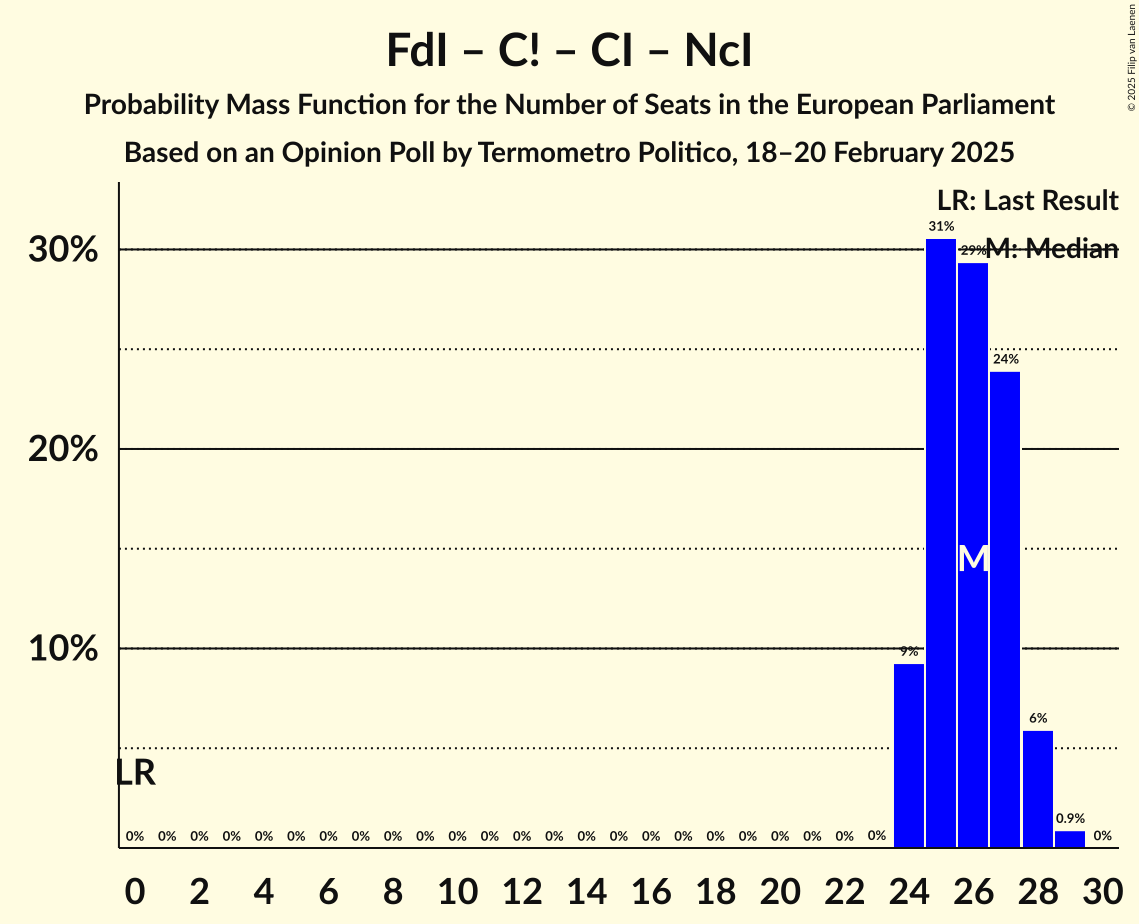 FdI – C! – CI – NcI
Probability Mass Function for the Number of Seats in the European Parliament
Based on an Opinion Poll by Termometro Politico, 18–20 February 2025
© 2025 Filip van Laenen
LR: Last Result
M: Median
30%
20%
10%
31%
29%
24%
9%
6%
0.9%
M
LR
0% 0% 0% 0% 0% 0% 0% 0% 0% 0% 0% 0% 0% 0% 0% 0% 0% 0% 0% 0% 0% 0% 0% 0% 0%
0 2 4 6 8 10 12 14 16 18 20 22 24 26 28 30